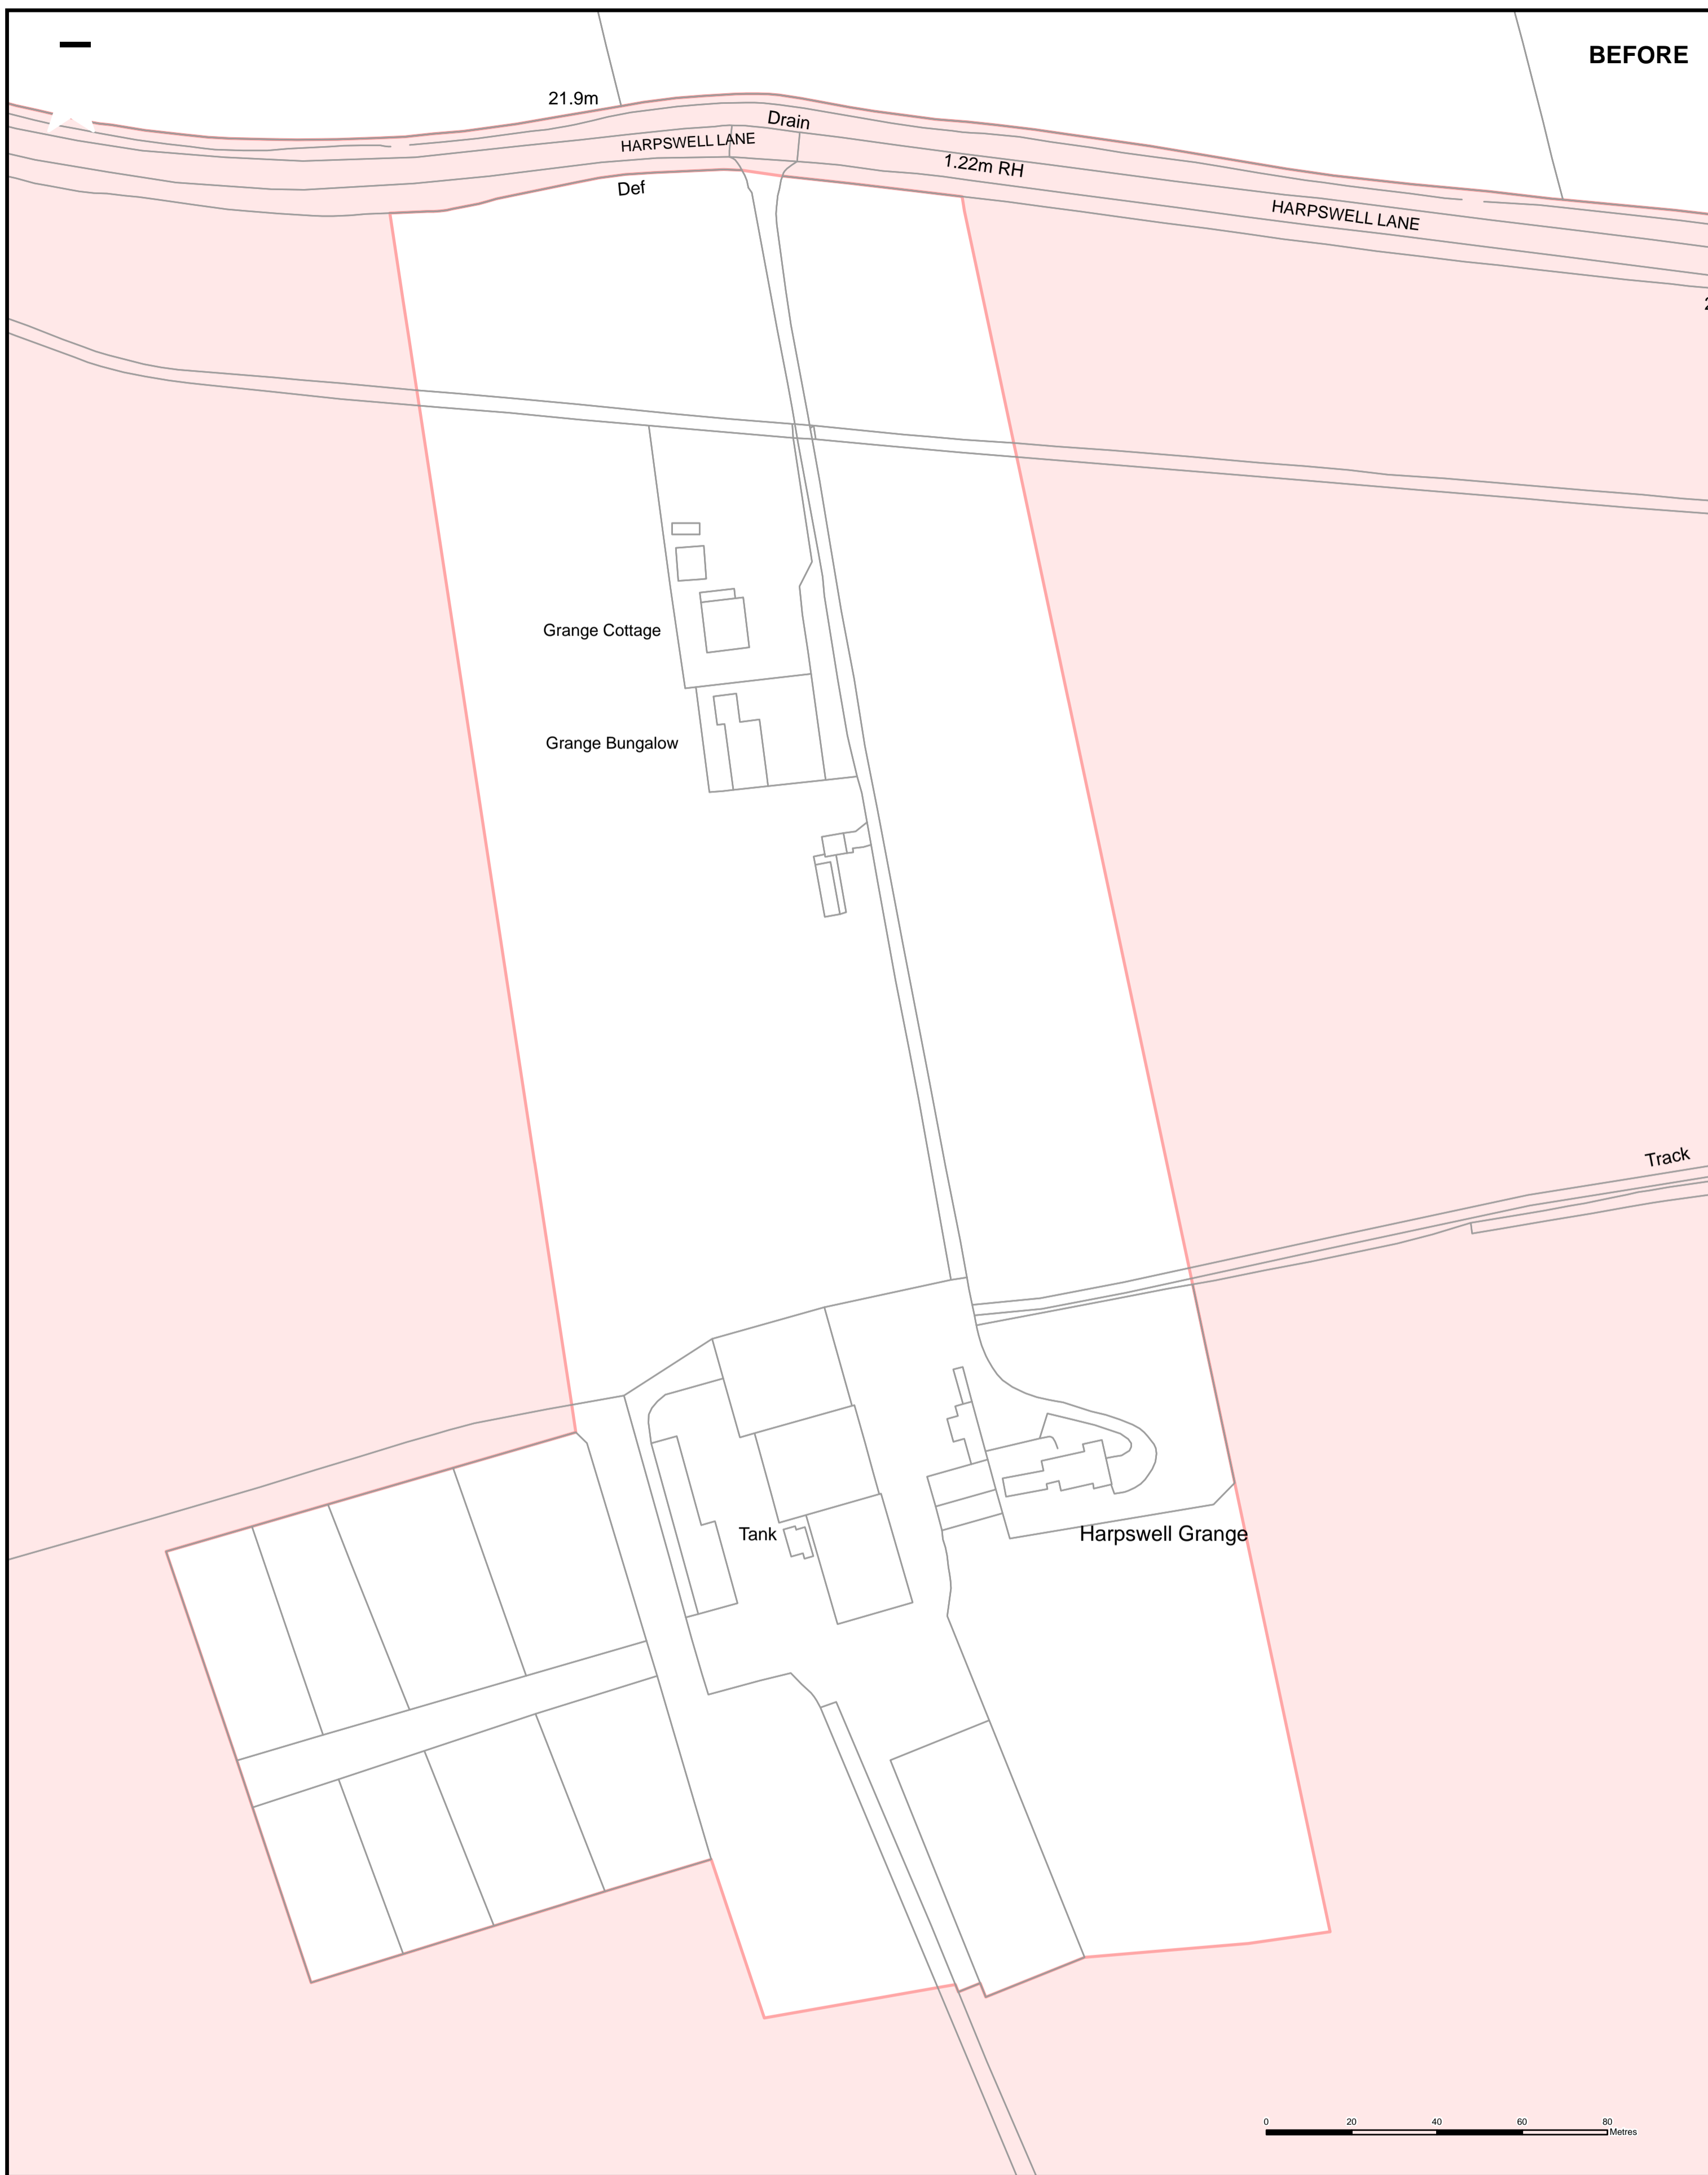 BEFORE
21.9m
Drain
HARPSWELL LANE
1.22m RH
Def
HARPSWELL LANE
2
Grange Cottage
Grange Bungalow
Track
Tank
Harpswell Grange
0 20 40 60 80
Metres